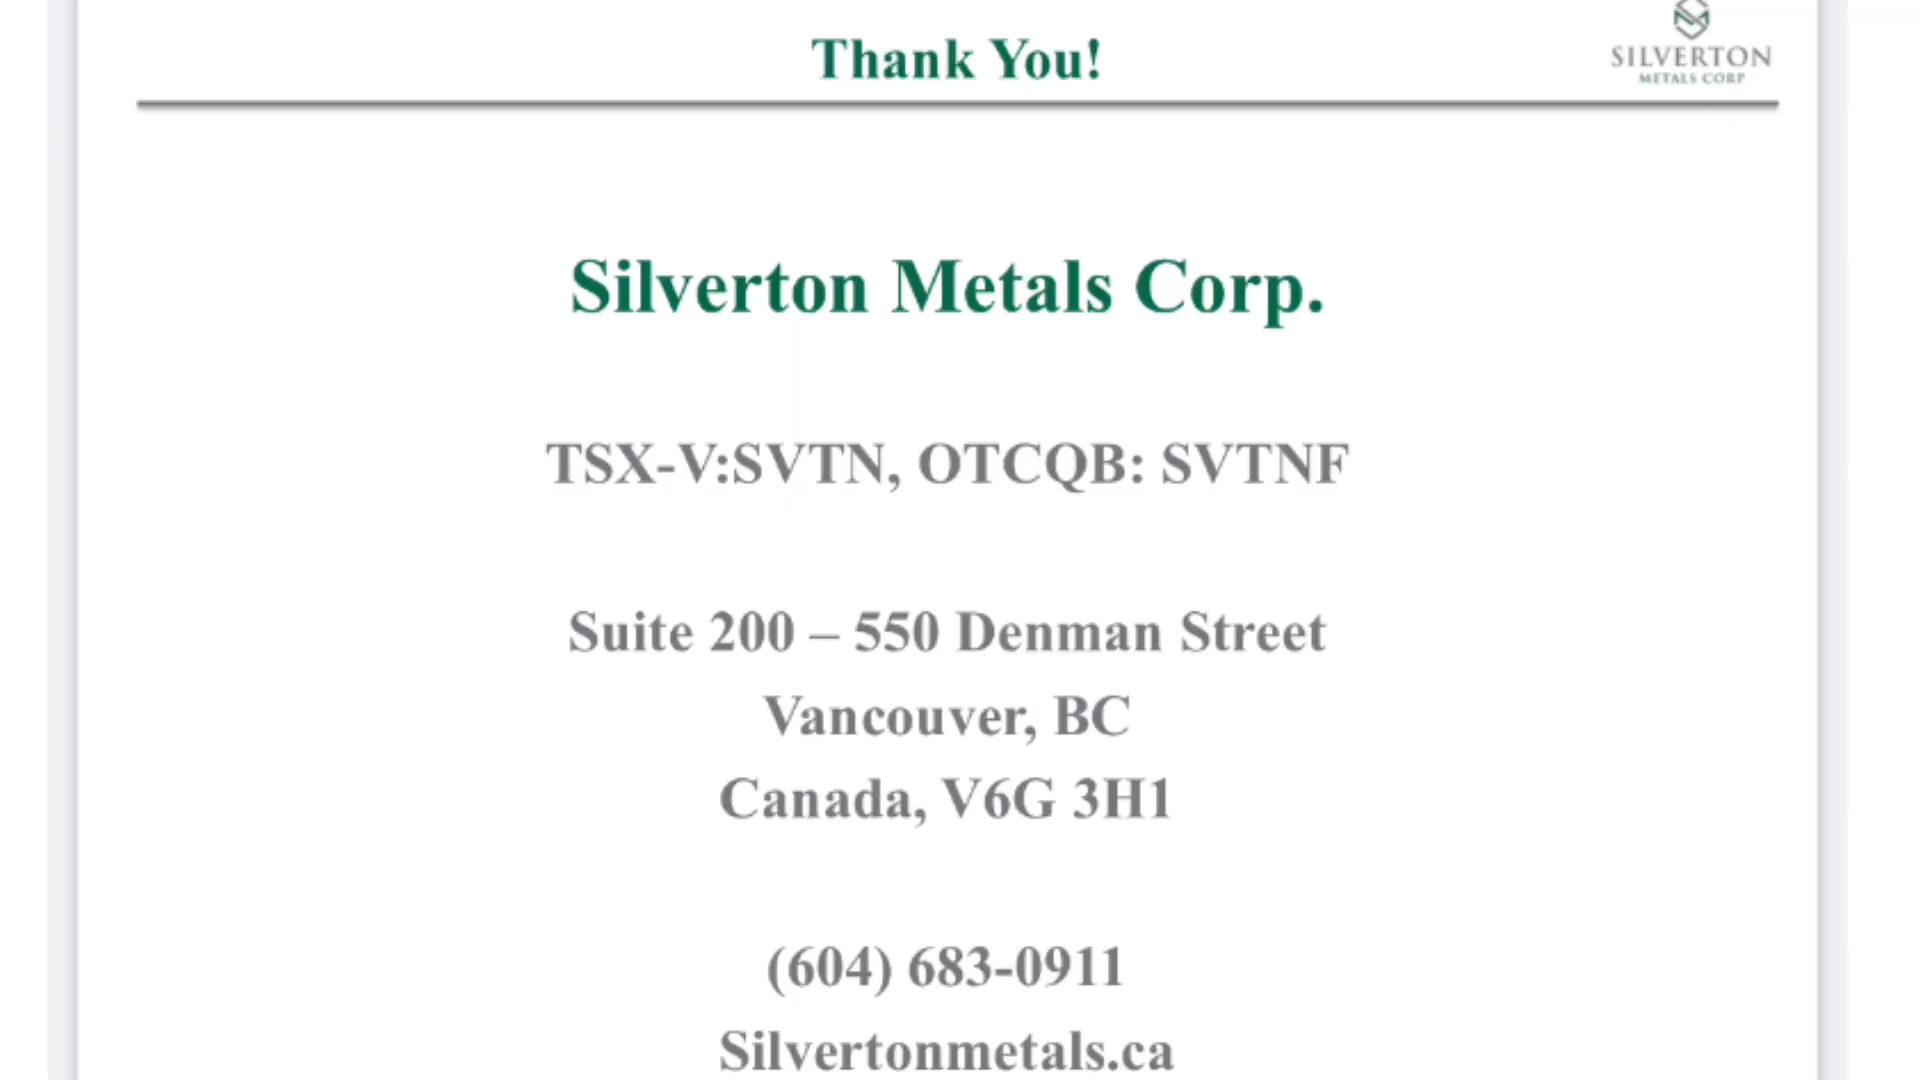 Thank You!
SILVERTON
METALS CORP
Silverton Metals Corp.
TSX-V:SVTN, OTCQB: SVTNF
Suite 200 – 550 Denman Street
Vancouver, BC
Canada, V6G 3H1
(604) 683-0911
Silvertonmetals.ca